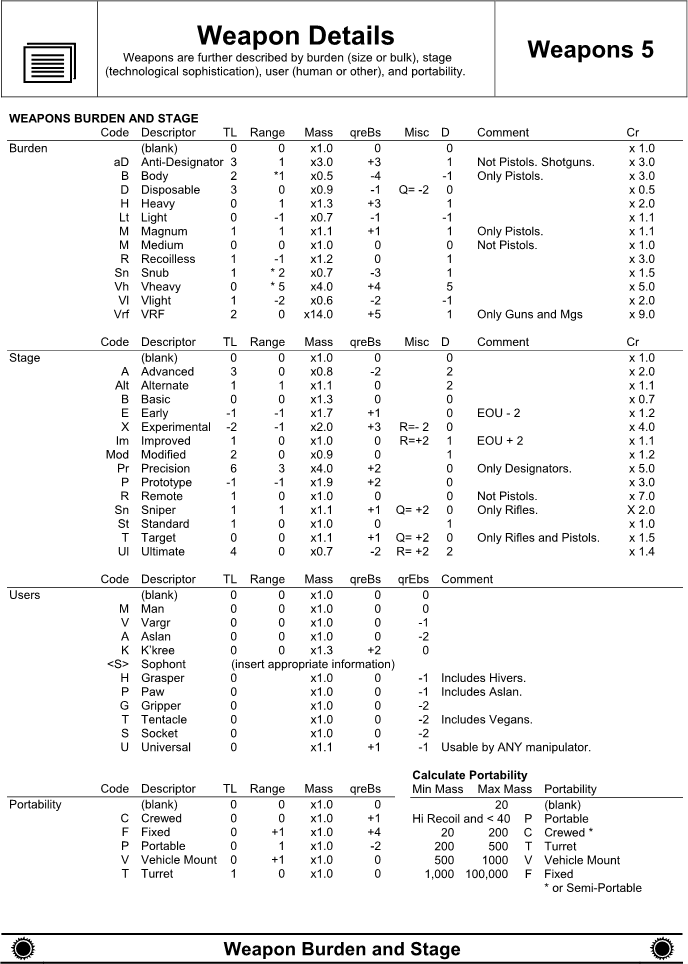 Weapon Details
Weapons are further described by burden (size or bulk), stage
(technological sophistication), user (human or other), and portability.
Weapons 5
WEAPONS BURDEN AND STAGE
Code Descriptor TL Range Mass qreBs Misc D Comment Cr
Burden (blank) 0 0 x1.0 0 0 x 1.0
aD Anti-Designator 3 1 x3.0 +3 1 Not Pistols. Shotguns. x 3.0
B Body 2 *1 x0.5 -4 -1 Only Pistols. x 3.0
D Disposable 3 0 x0.9 -1 Q= -2 0 x 0.5
H Heavy 0 1 x1.3 +3 1 x 2.0
Lt Light 0 -1 x0.7 -1 -1 x 1.1
M Magnum 1 1 x1.1 +1 1 Only Pistols. x 1.1
M Medium 0 0 x1.0 0 0 Not Pistols. x 1.0
R Recoilless 1 -1 x1.2 0 1 x 3.0
Sn Snub 1 * 2 x0.7 -3 1 x 1.5
Vh Vheavy 0 * 5 x4.0 +4 5 x 5.0
Vl Vlight 1 -2 x0.6 -2 -1 x 2.0
Vrf VRF 2 0 x14.0 +5 1 Only Guns and Mgs x 9.0
Code Descriptor TL Range Mass qreBs Misc D Comment Cr
Stage (blank) 0 0 x1.0 0 0 x 1.0
A Advanced 3 0 x0.8 -2 2 x 2.0
Alt Alternate 1 1 x1.1 0 2 x 1.1
B Basic 0 0 x1.3 0 0 x 0.7
E Early -1 -1 x1.7 +1 0 EOU - 2 x 1.2
X Experimental -2 -1 x2.0 +3 R=- 2 0 x 4.0
Im Improved 1 0 x1.0 0 R=+2 1 EOU + 2 x 1.1
Mod Modified 2 0 x0.9 0 1 x 1.2
Pr Precision 6 3 x4.0 +2 0 Only Designators. x 5.0
P Prototype -1 -1 x1.9 +2 0 x 3.0
R Remote 1 0 x1.0 0 0 Not Pistols. x 7.0
Sn Sniper 1 1 x1.1 +1 Q= +2 0 Only Rifles. X 2.0
St Standard 1 0 x1.0 0 1 x 1.0
T Target 0 0 x1.1 +1 Q= +2 0 Only Rifles and Pistols. x 1.5
Ul Ultimate 4 0 x0.7 -2 R= +2 2 x 1.4
Code Descriptor TL Range Mass qreBs qrEbs Comment
Users (blank) 0 0 x1.0 0 0
M Man 0 0 x1.0 0 0
V Vargr 0 0 x1.0 0 -1
A Aslan 0 0 x1.0 0 -2
K K'kree 0 0 x1.3 +2 0
<S> Sophont (insert appropriate information)
H Grasper 0 x1.0 0 -1 Includes Hivers.
P Paw 0 x1.0 0 -1 Includes Aslan.
G Gripper 0 x1.0 0 -2
T Tentacle 0 x1.0 0 -2 Includes Vegans.
S Socket 0 x1.0 0 -2
U Universal 0 x1.1 +1 -1 Usable by ANY manipulator.
Code Descriptor TL Range Mass qreBs
Portability (blank) 0 0 x1.0 0
C Crewed 0 0 x1.0 +1
F Fixed 0 +1 x1.0 +4
P Portable 0 1 x1.0 -2
V Vehicle Mount 0 +1 x1.0 0
T Turret 1 0 x1.0 0
Calculate Portability
Min Mass Max Mass Portability
20 (blank)
Hi Recoil and < 40 P Portable
20 200 C Crewed *
200 500 T Turret
500 1000 V Vehicle Mount
1,000 100,000 F Fixed
* or Semi-Portable
Weapon Burden and Stage